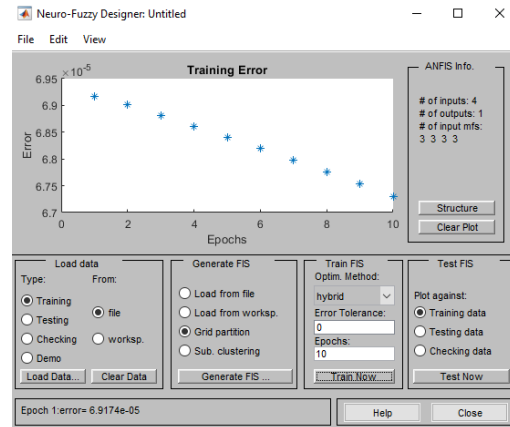 Neuro-Fuzzy Designer: Untitled
File Edit View
Training Error
×10^-5
6.95
6.9
6.85
6.8
6.75
6.7
Error
0 2 4 6 8 10
Epochs
ANFIS Info.
# of inputs: 4
# of outputs: 1
# of input mfs:
3 3 3 3
Structure
Clear Plot
Load data
Type: From:
Training
Testing
Checking
Demo
file
worksp.
Load Data... Clear Data
Generate FIS
Load from file
Load from worksp.
Grid partition
Sub. clustering
Generate FIS ...
Train FIS
Optim. Method:
hybrid
Error Tolerance:
0
Epochs:
10
Train Now
Test FIS
Plot against:
Training data
Testing data
Checking data
Test Now
Epoch 1:error= 6.9174e-05
Help Close